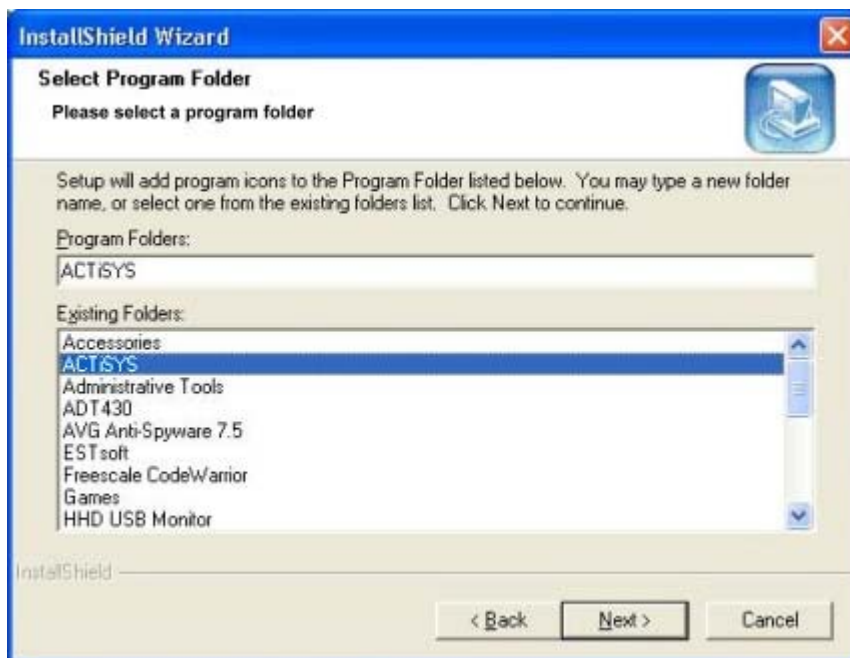 InstallShield Wizard
Select Program Folder
Please select a program folder
Setup will add program icons to the Program Folder listed below. You may type a new folder
name, or select one from the existing folders list. Click Next to continue.
Program Folders:
ACTiSYS
Existing Folders:
Accessories
ACTiSYS
Administrative Tools
ADT430
AVG Anti-Spyware 7.5
ESTsoft
Freescale CodeWarrior
Games
HHD USB Monitor
InstallShield
< Back
Next >
Cancel